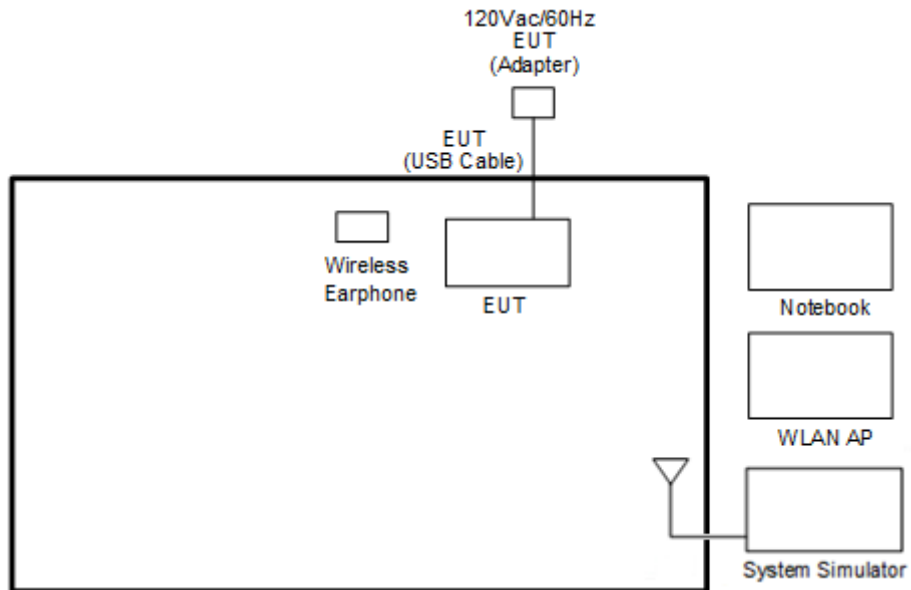 120Vac/60Hz
EUT
(Adapter)
EUT
(USB Cable)
Wireless
Earphone
EUT
Notebook
WLAN AP
System Simulator